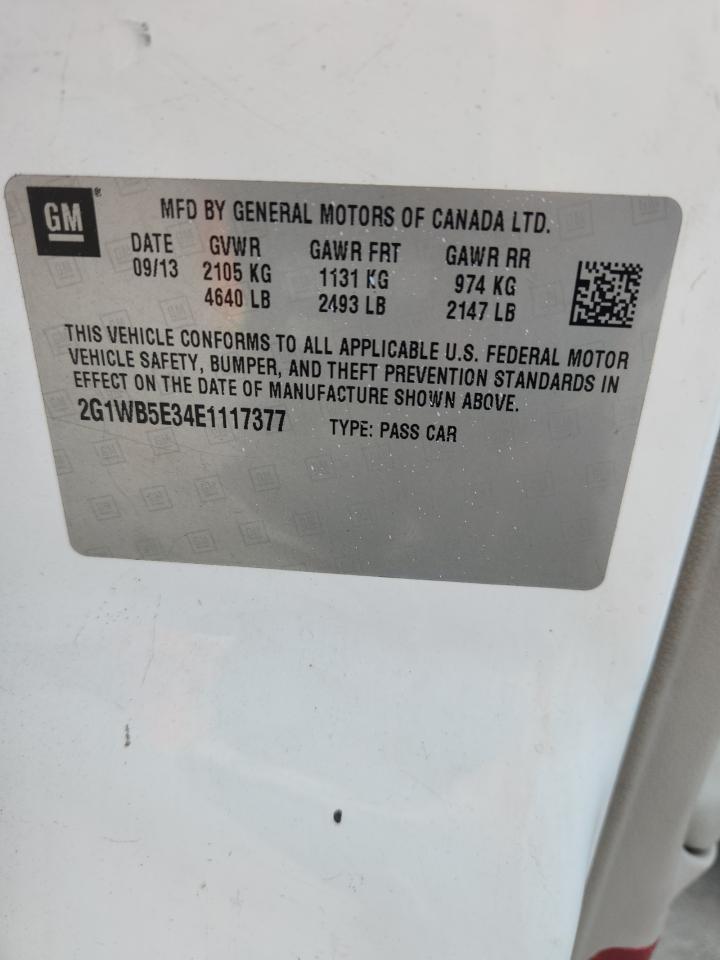 GM ®
MFD BY GENERAL MOTORS OF CANADA LTD.
DATE GVWR GAWR FRT GAWR RR
09/13 2105 KG 1131 KG 974 KG
4640 LB 2493 LB 2147 LB
THIS VEHICLE CONFORMS TO ALL APPLICABLE U.S. FEDERAL MOTOR
VEHICLE SAFETY, BUMPER, AND THEFT PREVENTION STANDARDS IN
EFFECT ON THE DATE OF MANUFACTURE SHOWN ABOVE.
2G1WB5E34E1117377 TYPE: PASS CAR